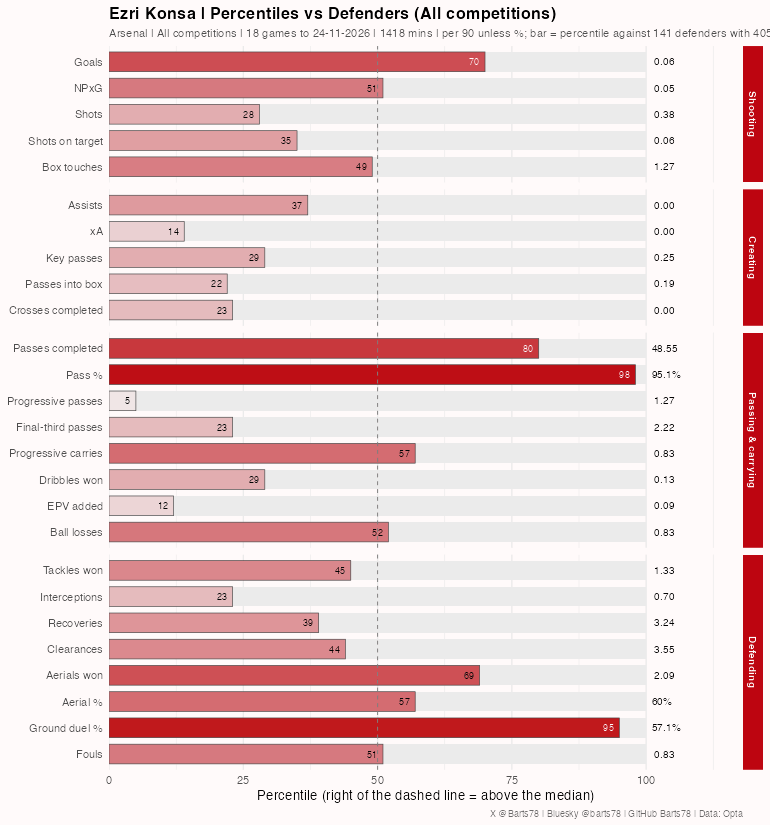 Ezri Konsa | Percentiles vs Defenders (All competitions)
Arsenal | All competitions | 18 games to 24-11-2026 | 1418 mins | per 90 unless %; bar = percentile against 141 defenders with 405
Goals 70 0.06
NPxG 51 0.05
Shots 28 0.38
Shots on target 35 0.06
Box touches 49 1.27
Shooting
Assists 37 0.00
xA 14 0.00
Key passes 29 0.25
Passes into box 22 0.19
Crosses completed 23 0.00
Creating
Passes completed 80 48.55
Pass % 98 95.1%
Progressive passes 5 1.27
Final-third passes 23 2.22
Progressive carries 57 0.83
Dribbles won 29 0.13
EPV added 12 0.09
Ball losses 52 0.83
Passing & carrying
Tackles won 45 1.33
Interceptions 23 0.70
Recoveries 39 3.24
Clearances 44 3.55
Aerials won 69 2.09
Aerial % 57 60%
Ground duel % 95 57.1%
Fouls 51 0.83
Defending
0 25 50 75 100
Percentile (right of the dashed line = above the median)
X @Barts78 | Bluesky @barts78 | GitHub Barts78 | Data: Opta